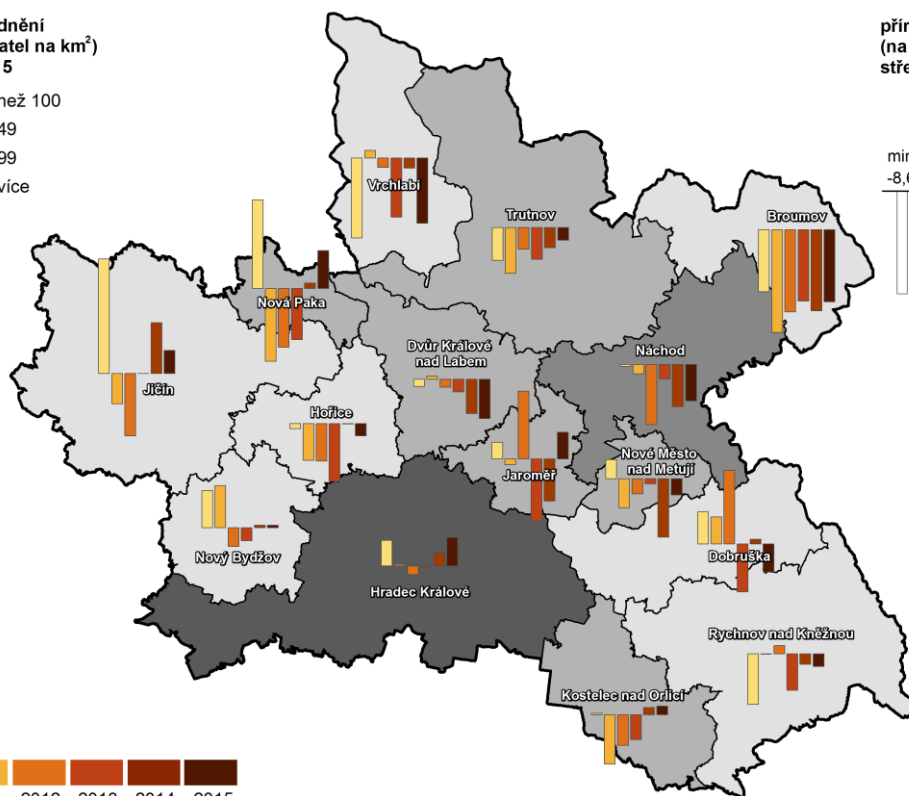 dnění
atel na km²)
5
než 100
49
99
více
přír
(na
stře
min
-8,6
Vrchlabí
Trutnov
Broumov
Nová Paka
Jičín
Dvůr Králové
nad Labem
Náchod
Hořice
Jaroměř
Nové Město
nad Metují
Nový Bydžov
Hradec Králové
Dobruška
Rychnov nad Kněžnou
Kostelec nad Orlicí
2012 2013 2014 2015